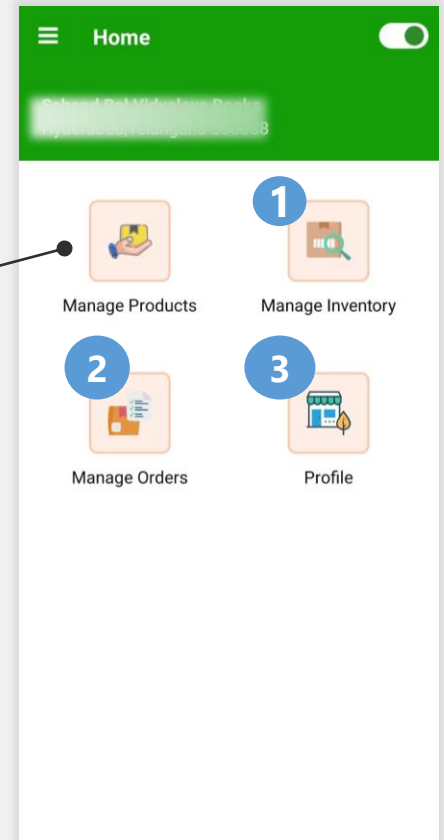 Home
1
Manage Products
Manage Inventory
2
3
Manage Orders
Profile